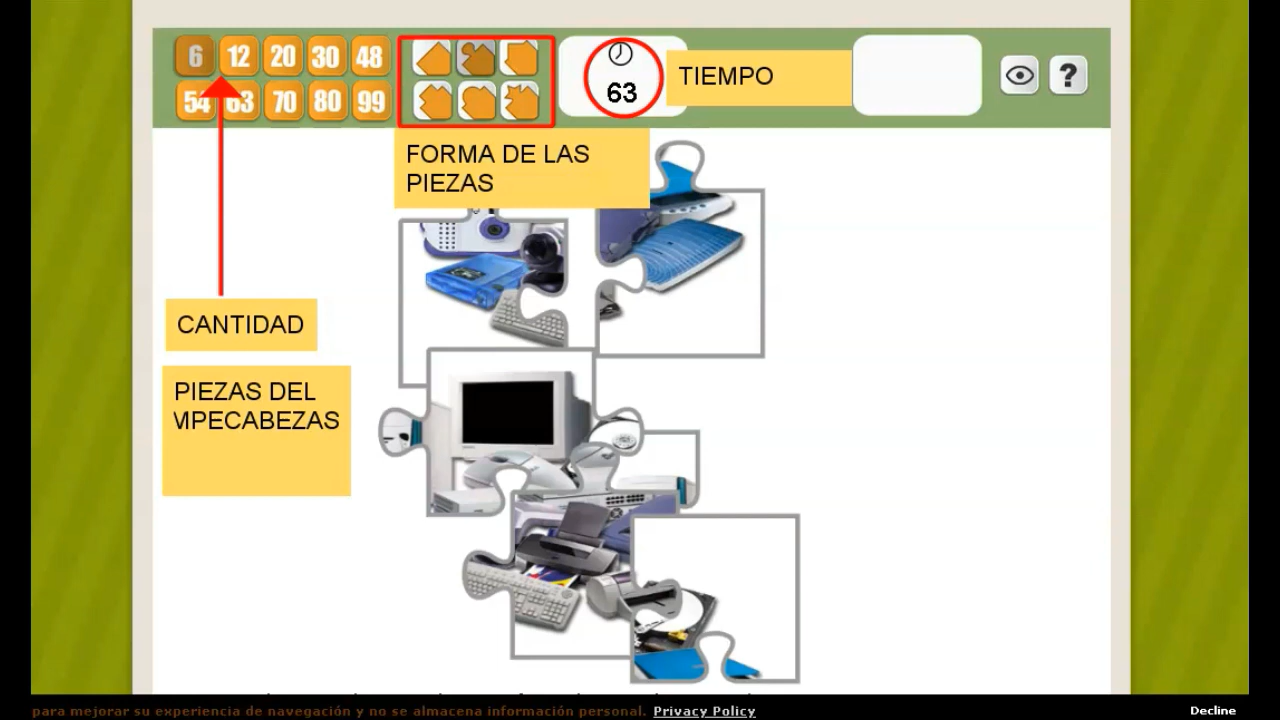 6 12 20 30 48
54 63 70 80 99
63
TIEMPO
?
FORMA DE LAS
PIEZAS
CANTIDAD
PIEZAS DEL
MPECABEZAS
para mejorar su experiencia de navegación y no se almacena información personal. Privacy Policy
Decline